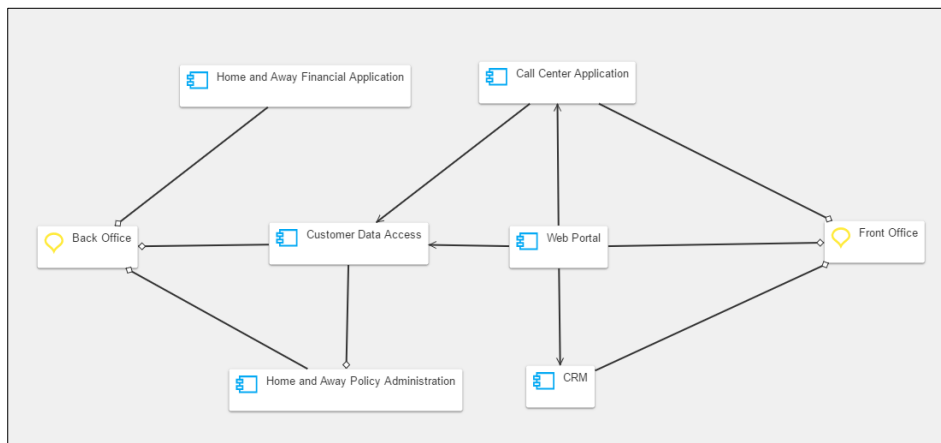 Home and Away Financial Application
Call Center Application
Back Office
Customer Data Access
Web Portal
Front Office
Home and Away Policy Administration
CRM